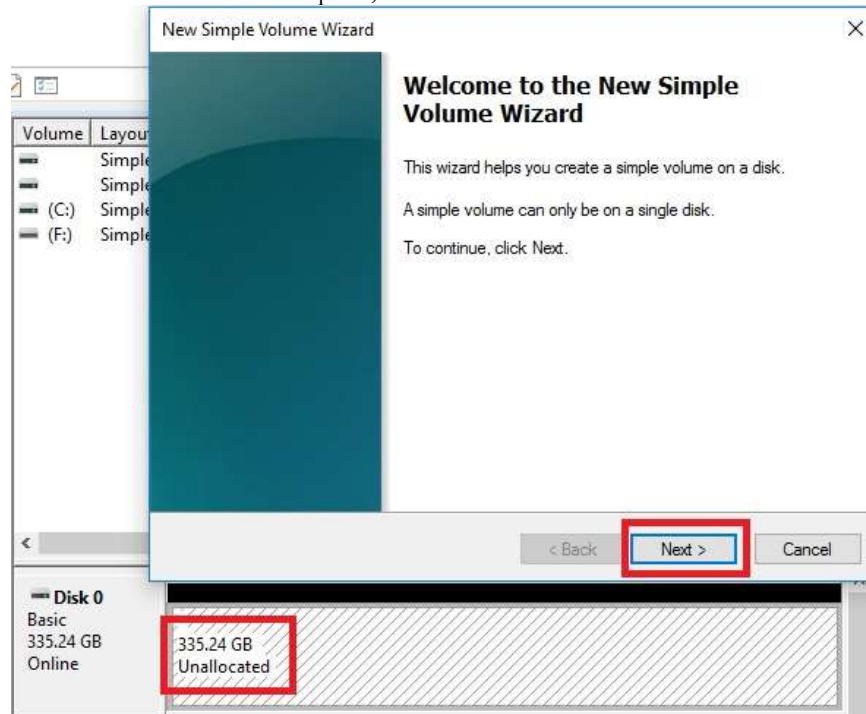 New Simple Volume Wizard
Welcome to the New Simple
Volume Wizard
This wizard helps you create a simple volume on a disk.
A simple volume can only be on a single disk.
To continue, click Next.
Volume Layou
Simple
Simple
(C:) Simple
(F:) Simple
< Back Next > Cancel
Disk 0
Basic
335.24 GB
Online
335.24 GB
Unallocated